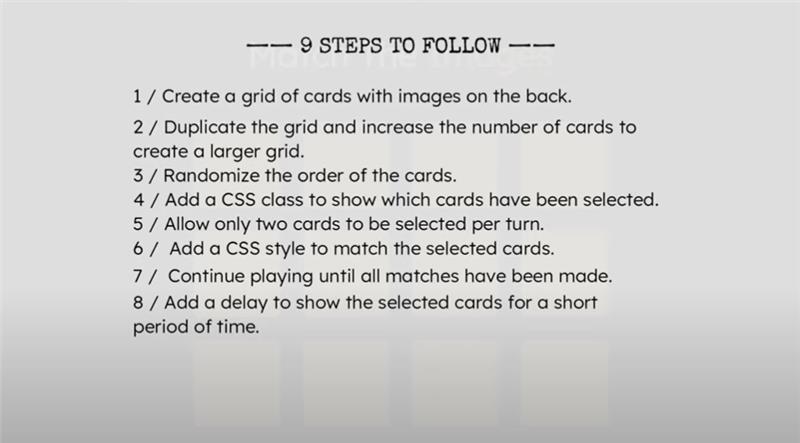 —— 9 STEPS TO FOLLOW ——
Match the Images
1 / Create a grid of cards with images on the back.
2 / Duplicate the grid and increase the number of cards to
create a larger grid.
3 / Randomize the order of the cards.
4 / Add a CSS class to show which cards have been selected.
5 / Allow only two cards to be selected per turn.
6 /  Add a CSS style to match the selected cards.
7 /  Continue playing until all matches have been made.
8 / Add a delay to show the selected cards for a short
period of time.